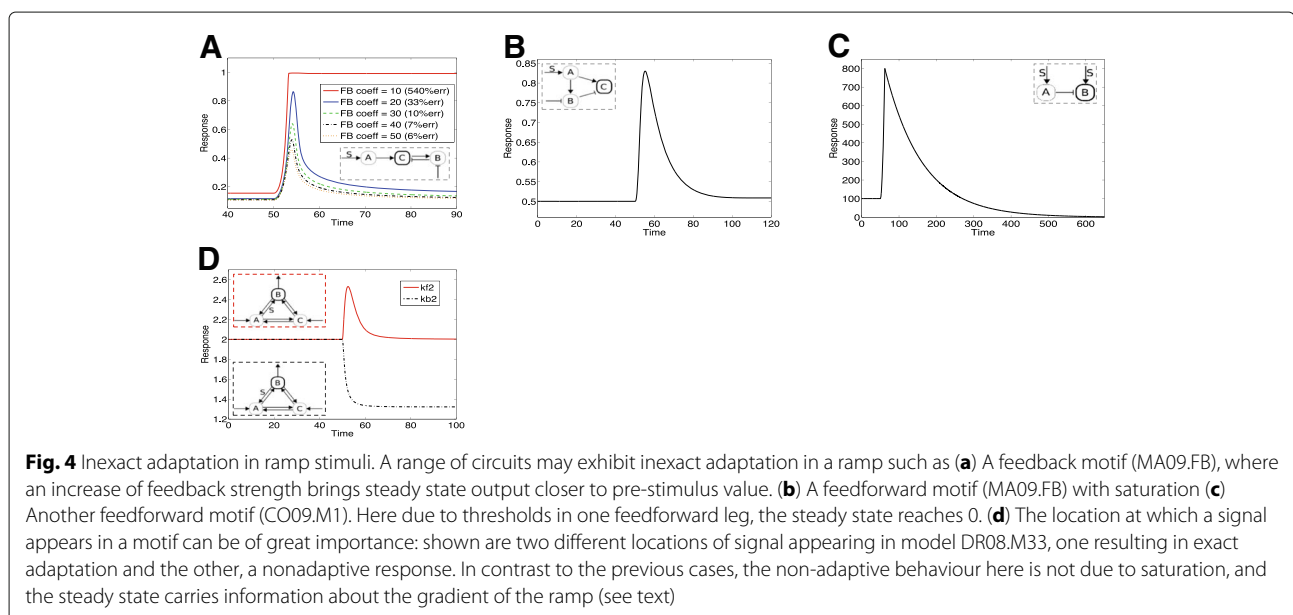 A
1
0.8
0.6
0.4
0.2
Response
40
50
60
70
80
90
Time
FB coeff = 10 (540%err)
FB coeff = 20 (33%err)
FB coeff = 30 (10%err)
FB coeff = 40 (7%err)
FB coeff = 50 (6%err)
S
A
C
B
B
0.85
0.8
0.75
0.7
0.65
0.6
0.55
0.5
Response
0
20
40
60
80
100
120
Time
S
A
C
B
C
800
700
600
500
400
300
200
100
0
Response
0
100
200
300
400
500
600
Time
S
S
A
B
D
2.6
2.4
2.2
2
1.8
1.6
1.4
1.2
Response
0
20
40
60
80
100
Time
kf2
kb2
B
S
A
C
B
S
A
C
Fig. 4 Inexact adaptation in ramp stimuli. A range of circuits may exhibit inexact adaptation in a ramp such as (a) A feedback motif (MA09.FB), where
an increase of feedback strength brings steady state output closer to pre-stimulus value. (b) A feedforward motif (MA09.FB) with saturation (c)
Another feedforward motif (CO09.M1). Here due to thresholds in one feedforward leg, the steady state reaches 0. (d) The location at which a signal
appears in a motif can be of great importance: shown are two different locations of signal appearing in model DR08.M33, one resulting in exact
adaptation and the other, a nonadaptive response. In contrast to the previous cases, the non-adaptive behaviour here is not due to saturation, and
the steady state carries information about the gradient of the ramp (see text)